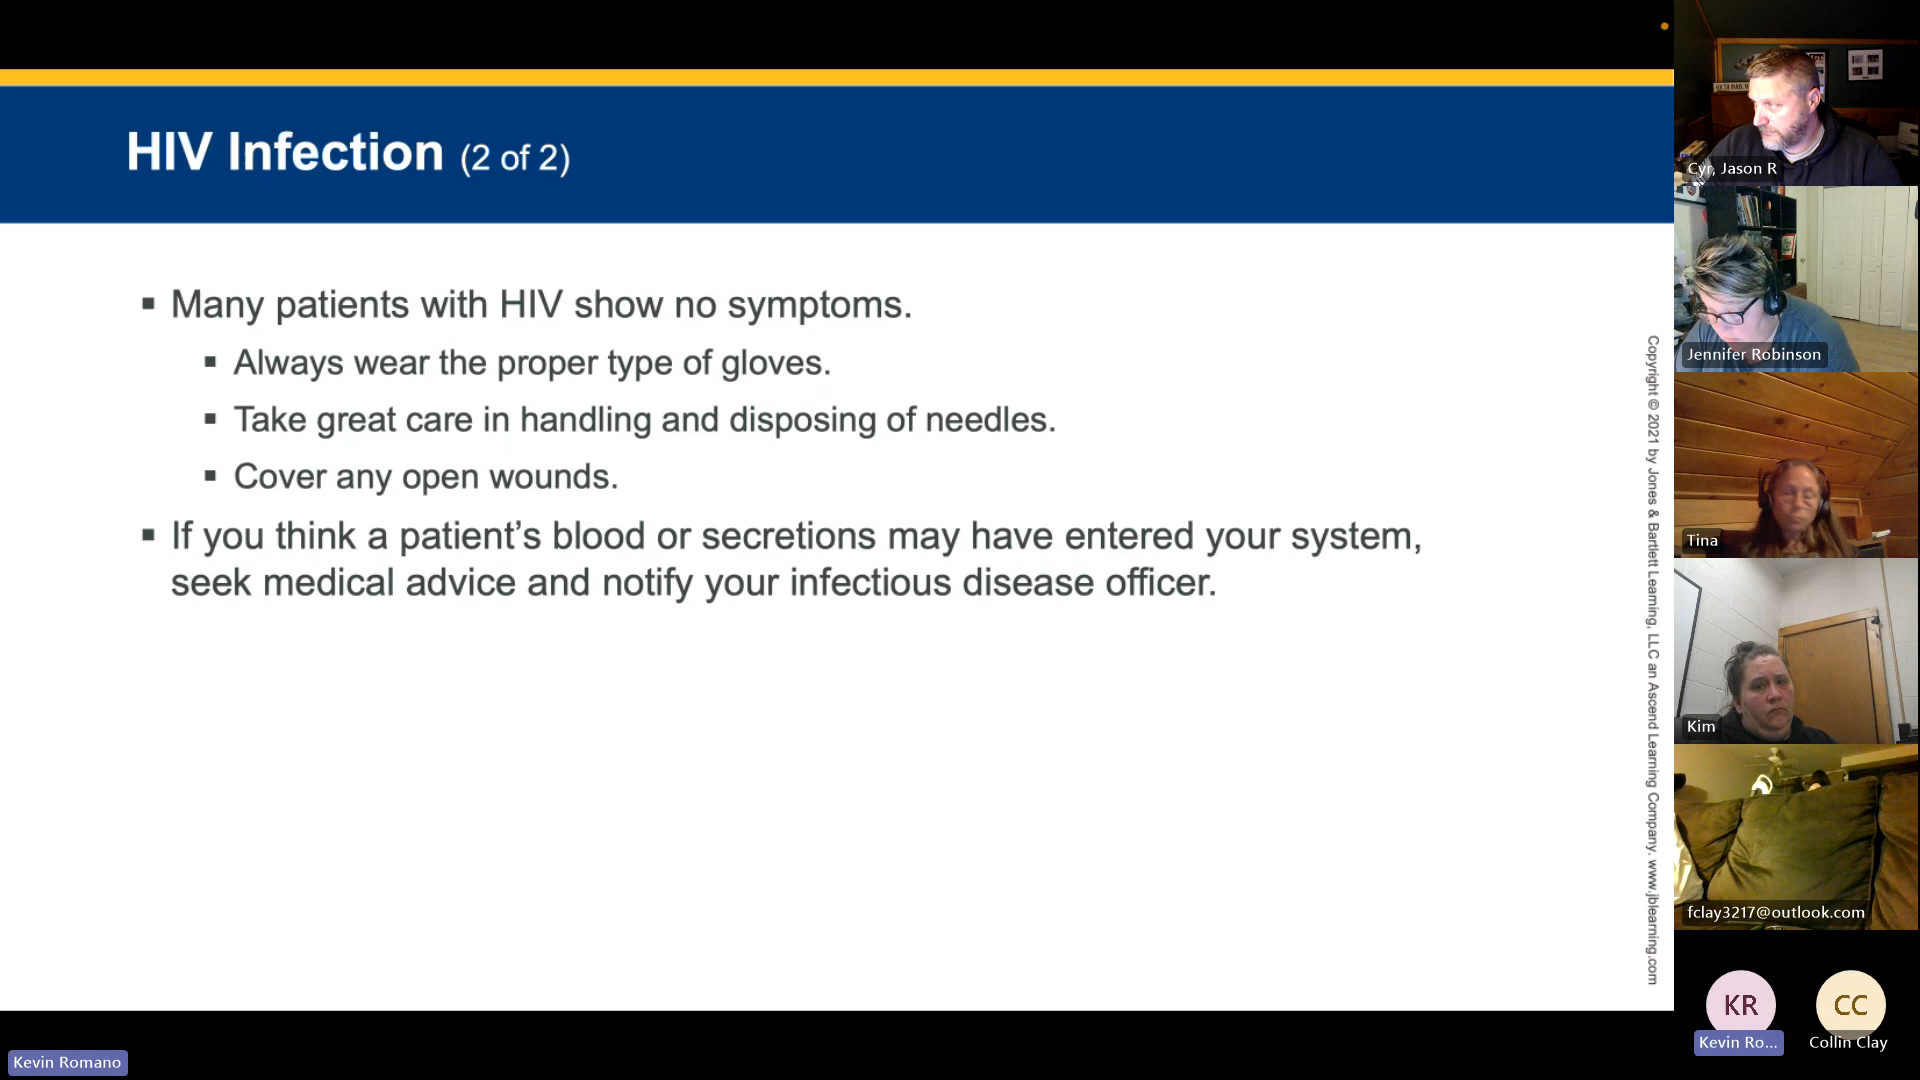 HIV Infection (2 of 2)
▪ Many patients with HIV show no symptoms.
▪ Always wear the proper type of gloves.
▪ Take great care in handling and disposing of needles.
▪ Cover any open wounds.
▪ If you think a patient’s blood or secretions may have entered your system,
seek medical advice and notify your infectious disease officer.
Copyright © 2021 by Jones & Bartlett Learning, LLC an Ascend Learning Company. www.jblearning.com
Cyr, Jason R
Jennifer Robinson
Tina
Kim
fclay3217@outlook.com
KR
Kevin Ro...
CC
Collin Clay
Kevin Romano